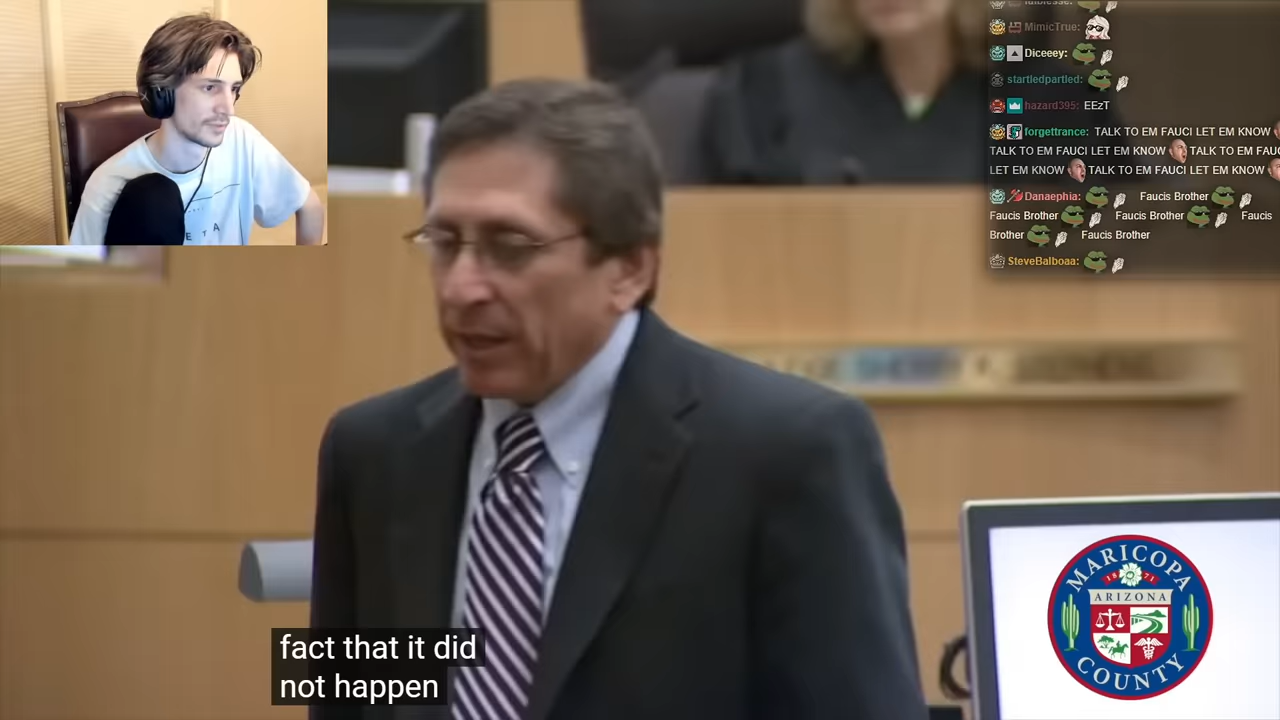 MimicTrue:
Diceeey:
startledpartled:
hazard395: EEzT
forgettrance: TALK TO EM FAUCI LET EM KNOW
TALK TO EM FAUCI LET EM KNOW TALK TO EM FAUC
LET EM KNOW TALK TO EM FAUCI LET EM KNOW
Danaephia: Faucis Brother
Faucis Brother Faucis Brother Faucis
Brother Faucis Brother
SteveBalboaa:
E T A
MARICOPA
1871
ARIZONA
COUNTY
fact that it did
not happen